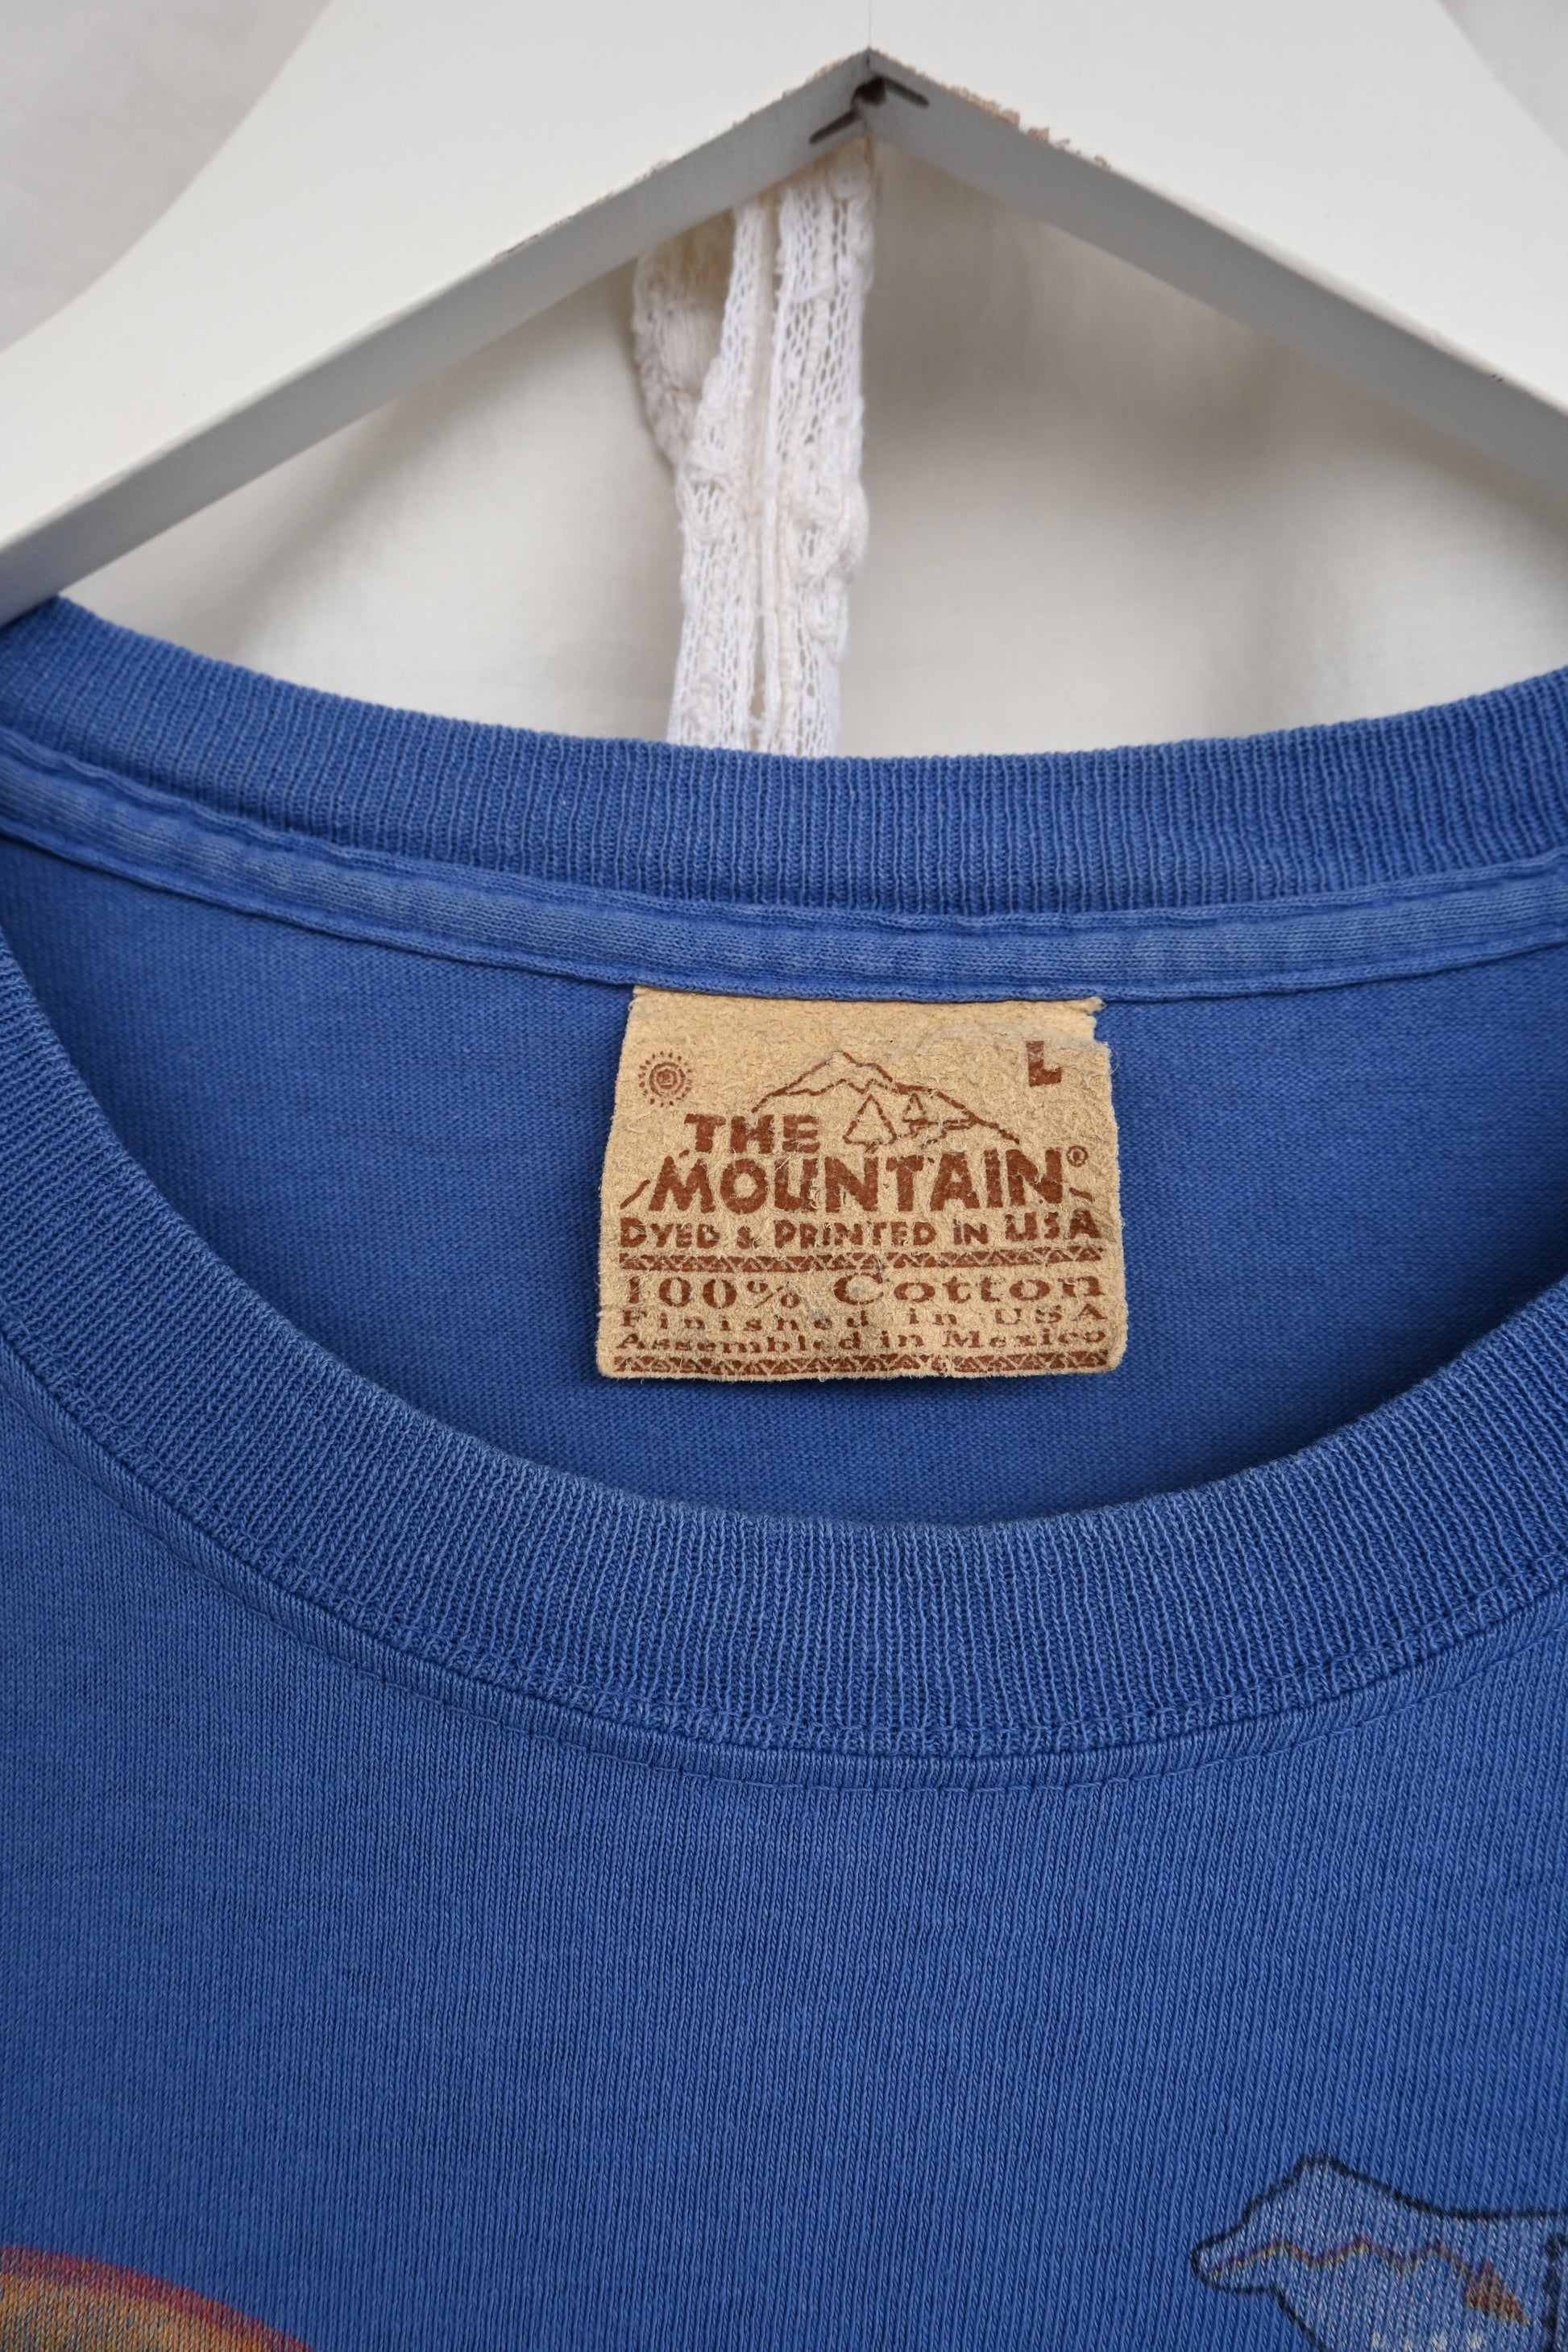 L
THE
MOUNTAIN®
DYED & PRINTED IN USA
100% Cotton
Finished in USA
Assembled in Mexico